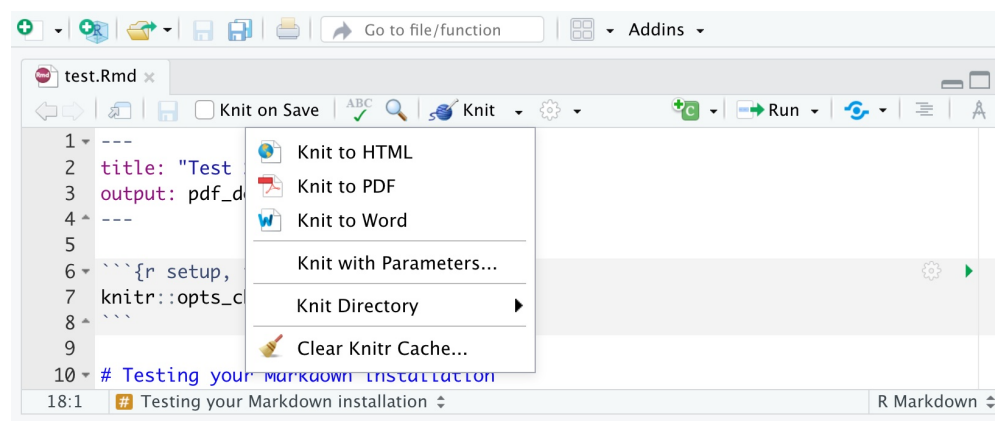 Go to file/function
Addins
test.Rmd
Knit on Save
ABC
Knit
Run
1 ---
2 title: "Test
3 output: pdf_d
4 ---
5
6 ```{r setup,
7 knitr::opts_c
8 ```
9
10 # Testing your Markdown installation
Knit to HTML
Knit to PDF
Knit to Word
Knit with Parameters...
Knit Directory
Clear Knitr Cache...
18:1 # Testing your Markdown installation
R Markdown